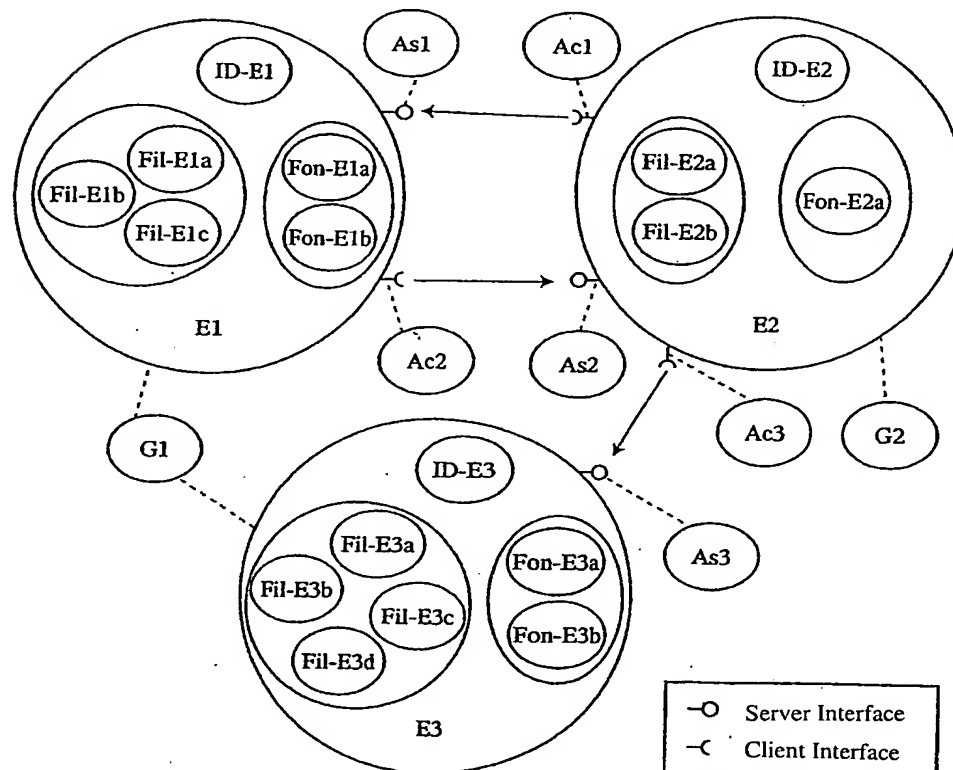 As1
Ac1
ID-E1
ID-E2
Fil-E1a
Fil-E1b
Fil-E1c
Fon-E1a
Fon-E1b
Fil-E2a
Fil-E2b
Fon-E2a
E1
E2
Ac2
As2
Ac3
G2
G1
ID-E3
Fil-E3a
Fil-E3b
Fil-E3c
Fil-E3d
Fon-E3a
Fon-E3b
As3
E3
Server Interface
Client Interface